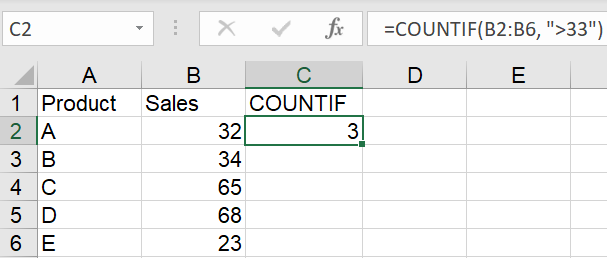 C2 fx =COUNTIF(B2:B6, ">33")
A B C D E
1 Product Sales COUNTIF
2 A 32 3
3 B 34
4 C 65
5 D 68
6 E 23